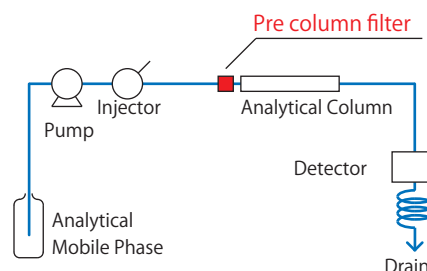 Pre column filter
Injector
Analytical Column
Pump
Detector
Analytical
Mobile Phase
Drain